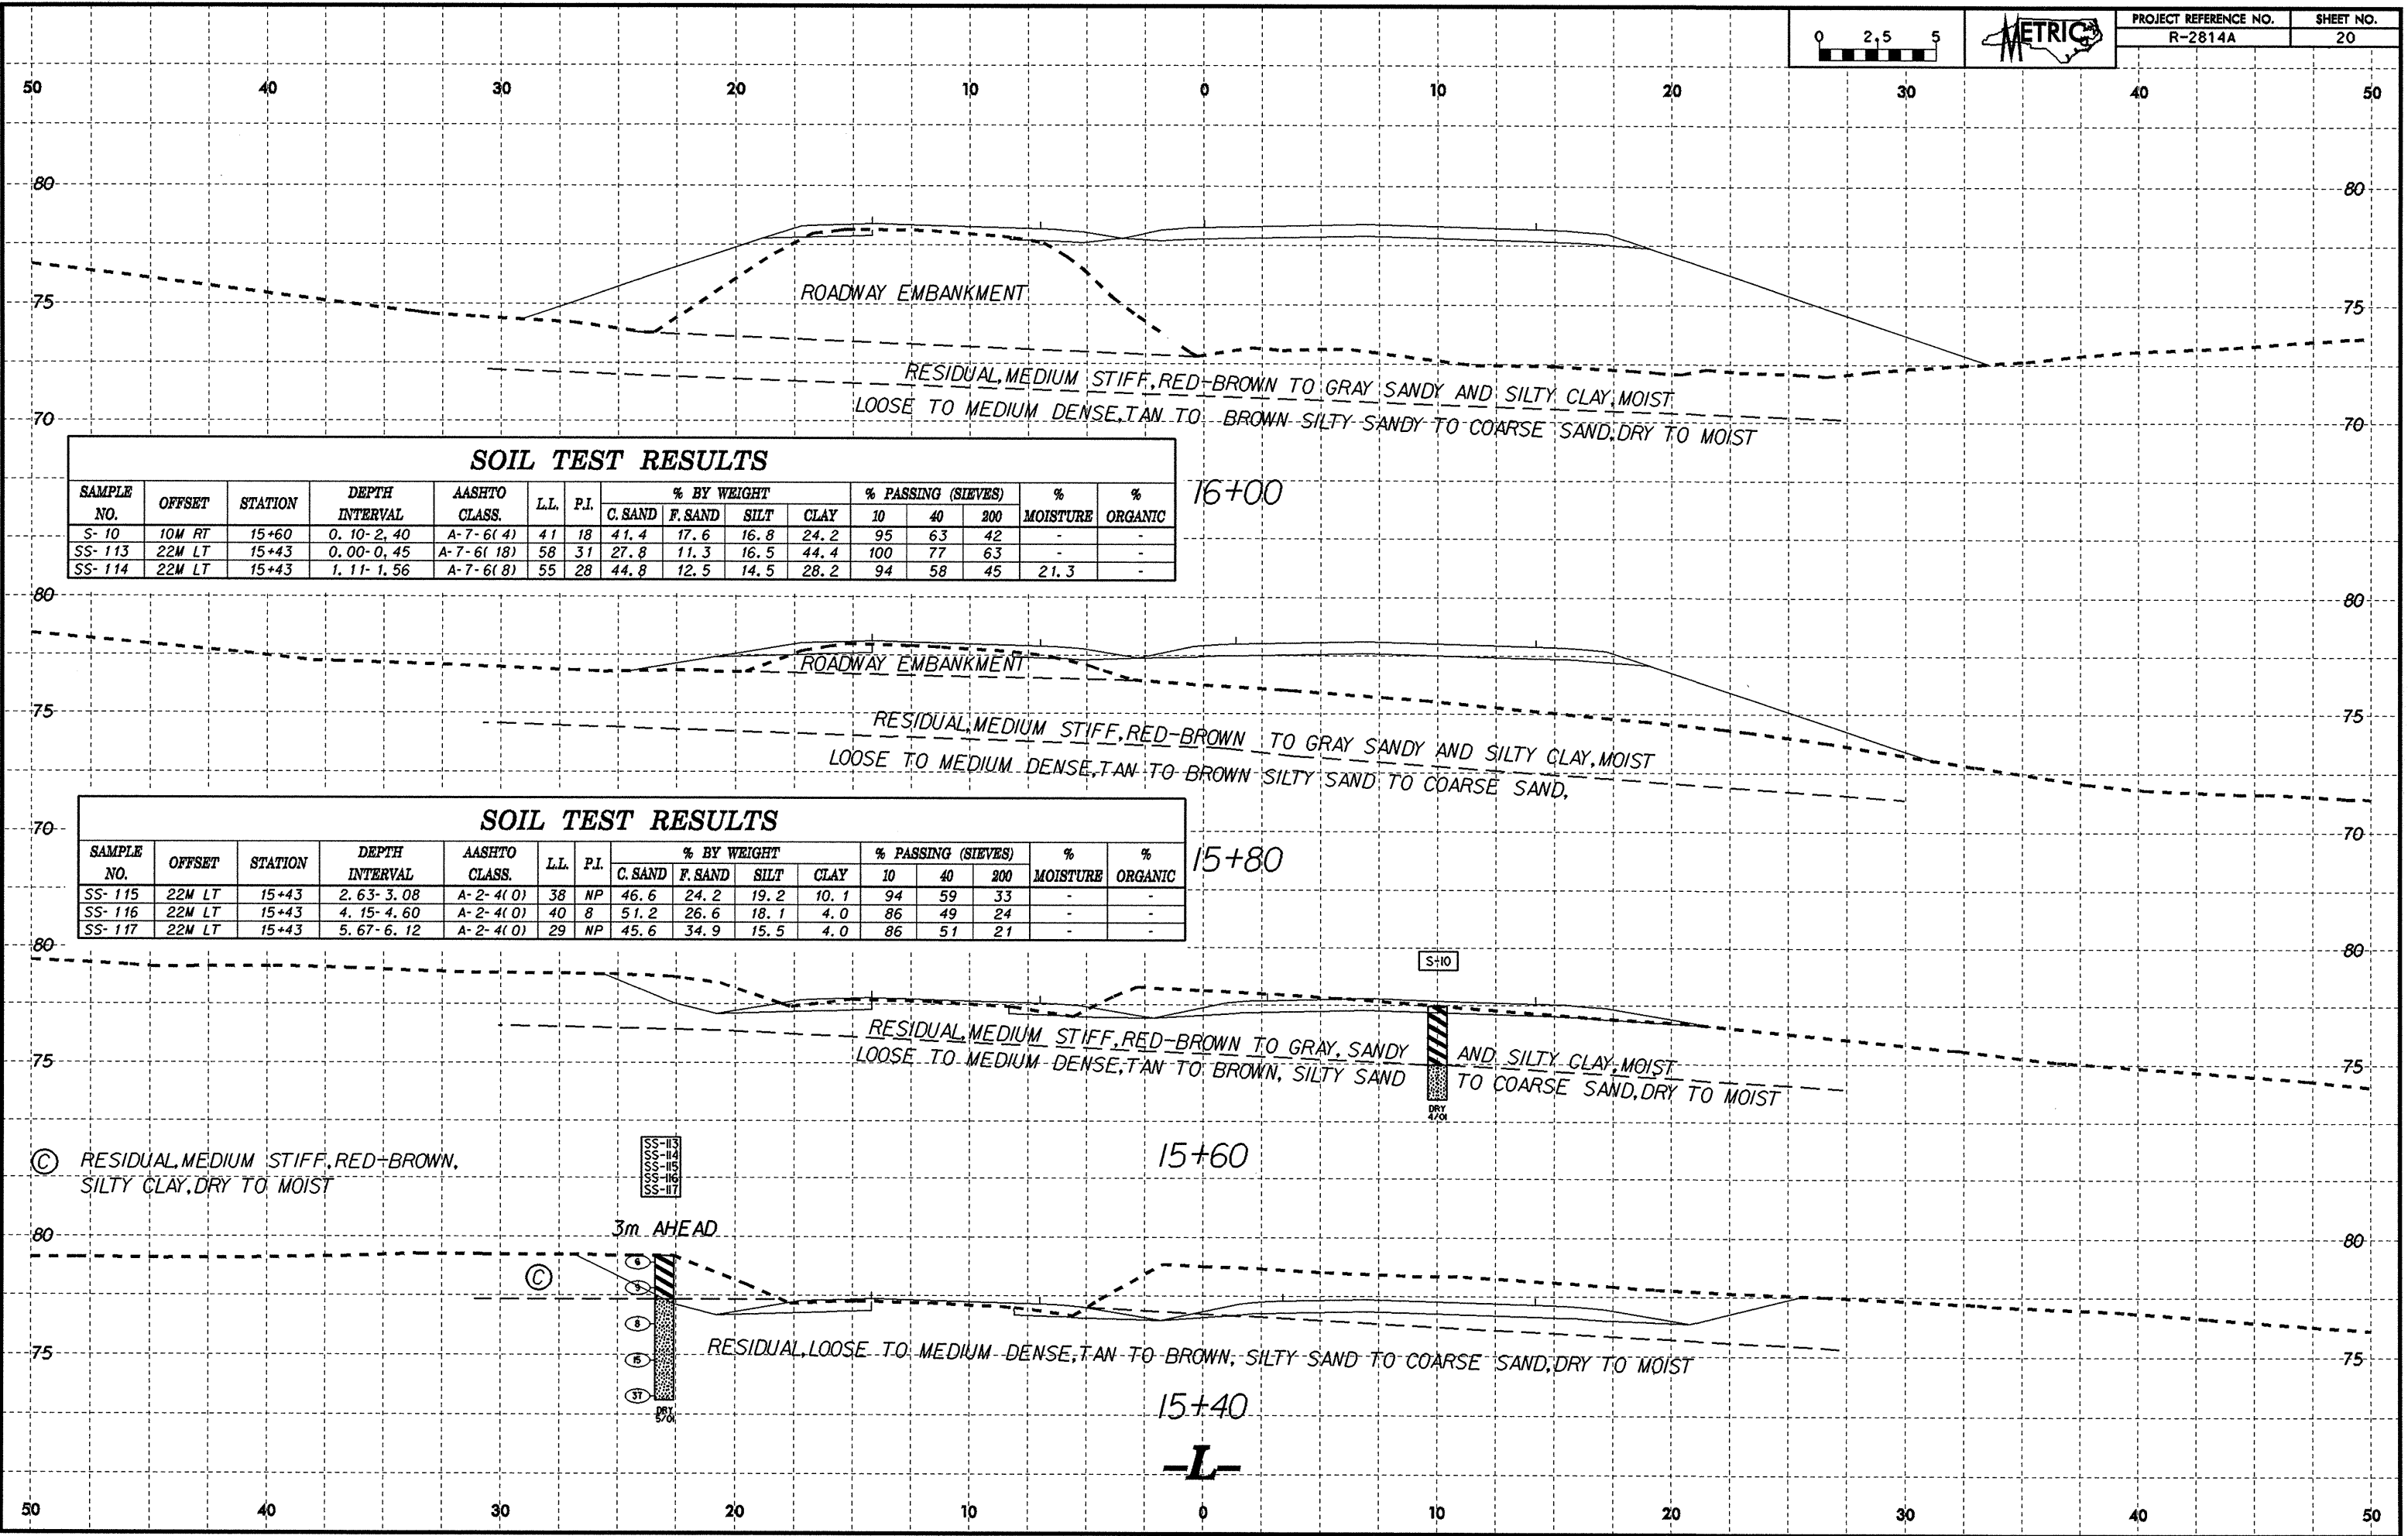 PROJECT REFERENCE NO. SHEET NO.
R-2814A 20
0 2.5 5
METRIC
50 40 30 20 10 0 10 20 30 40 50
80 80
75 75
ROADWAY EMBANKMENT
RESIDUAL, MEDIUM STIFF, RED-BROWN TO GRAY SANDY AND SILTY CLAY, MOIST
LOOSE TO MEDIUM DENSE, TAN TO BROWN SILTY SANDY TO COARSE SAND, DRY TO MOIST
70 70
16+00
SOIL TEST RESULTS
SAMPLE NO. OFFSET STATION DEPTH INTERVAL AASHTO CLASS. L.L. P.I. % BY WEIGHT % PASSING (SIEVES) % MOISTURE % ORGANIC
C. SAND F. SAND SILT CLAY 10 40 200
S-10 10M RT 15+60 0.10-2.40 A-7-6(4) 41 18 41.4 17.6 16.8 24.2 95 63 42 - -
SS-113 22M LT 15+43 0.00-0.45 A-7-6(18) 58 31 27.8 11.3 16.5 44.4 100 77 63 - -
SS-114 22M LT 15+43 1.11-1.56 A-7-6(8) 55 28 44.8 12.5 14.5 28.2 94 58 45 21.3 -
80 80
ROADWAY EMBANKMENT
75 75
RESIDUAL, MEDIUM STIFF, RED-BROWN TO GRAY SANDY AND SILTY CLAY, MOIST
LOOSE TO MEDIUM DENSE, TAN TO BROWN SILTY SAND TO COARSE SAND,
70 70
15+80
SOIL TEST RESULTS
SAMPLE NO. OFFSET STATION DEPTH INTERVAL AASHTO CLASS. L.L. P.I. % BY WEIGHT % PASSING (SIEVES) % MOISTURE % ORGANIC
C. SAND F. SAND SILT CLAY 10 40 200
SS-115 22M LT 15+43 2.63-3.08 A-2-4(0) 38 NP 46.6 24.2 19.2 10.1 94 59 33 - -
SS-116 22M LT 15+43 4.15-4.60 A-2-4(0) 40 8 51.2 26.6 18.1 4.0 86 49 24 - -
SS-117 22M LT 15+43 5.67-6.12 A-2-4(0) 29 NP 45.6 34.9 15.5 4.0 86 51 21 - -
80 80
S-10
RESIDUAL, MEDIUM STIFF, RED-BROWN TO GRAY, SANDY AND SILTY CLAY, MOIST
75 75
LOOSE TO MEDIUM DENSE, TAN TO BROWN, SILTY SAND TO COARSE SAND, DRY TO MOIST
DRY
4/01
15+60
C RESIDUAL, MEDIUM STIFF, RED-BROWN,
SILTY CLAY, DRY TO MOIST
SS-113
SS-114
SS-115
SS-116
SS-117
3m AHEAD
80 80
6
C
9
8
15
37
75 75
RESIDUAL, LOOSE TO MEDIUM DENSE, TAN TO BROWN, SILTY SAND TO COARSE SAND, DRY TO MOIST
DRY
5/01
15+40
-L-
50 40 30 20 10 0 10 20 30 40 50